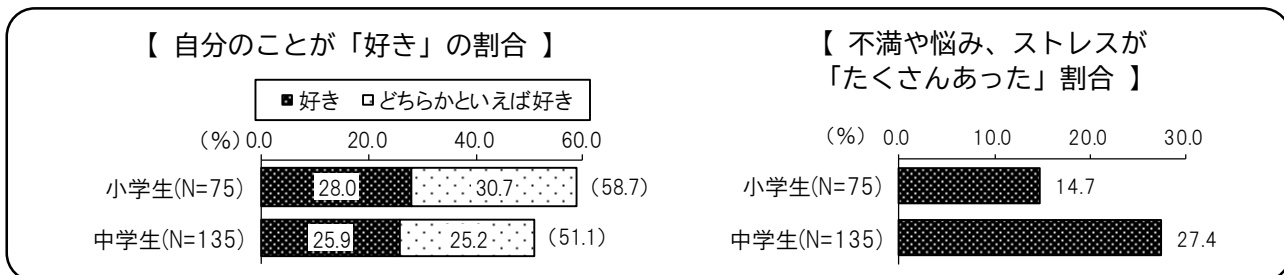 【 自分のことが「好き」の割合 】
■好き □どちらかといえば好き
(%) 0.0 20.0 40.0 60.0
小学生(N=75) 28.0 30.7 (58.7)
中学生(N=135) 25.9 25.2 (51.1)
【 不満や悩み、ストレスが
「たくさんあった」割合 】
(%) 0.0 10.0 20.0 30.0
小学生(N=75) 14.7
中学生(N=135) 27.4